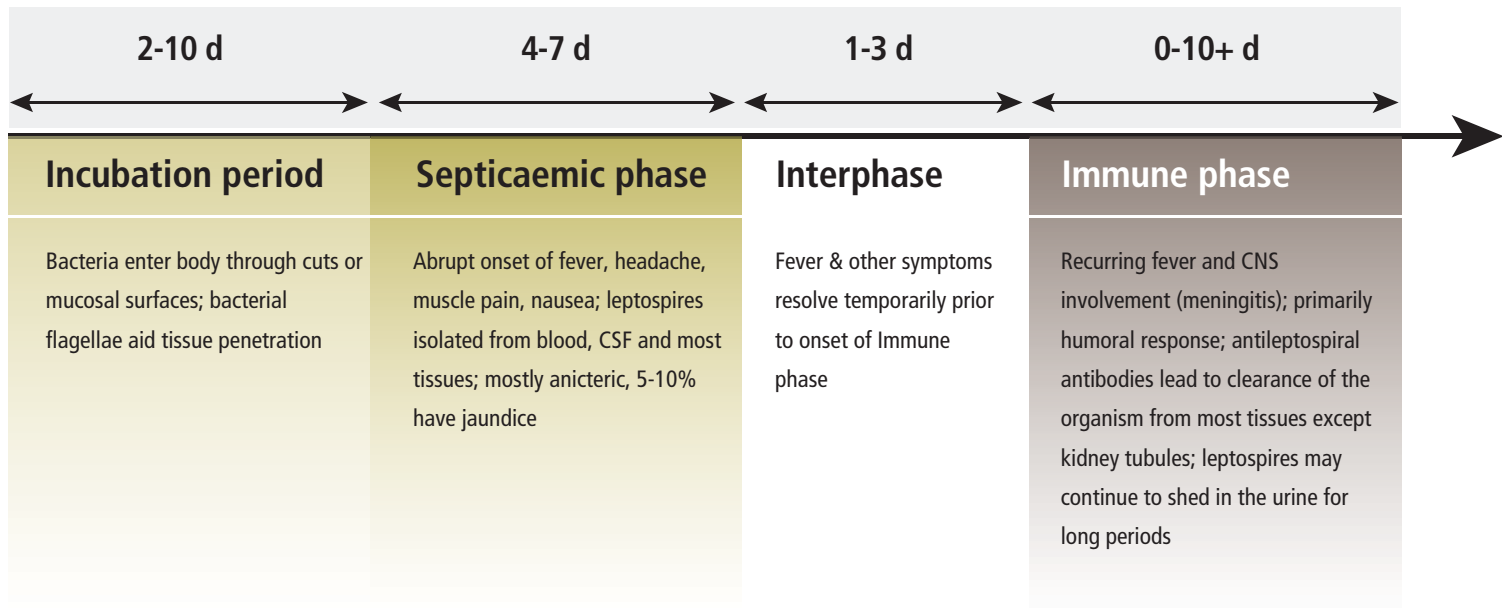 2-10 d
4-7 d
1-3 d
0-10+ d
Incubation period
Septicaemic phase
Interphase
Immune phase
Bacteria enter body through cuts or
mucosal surfaces; bacterial
flagellae aid tissue penetration
Abrupt onset of fever, headache,
muscle pain, nausea; leptospires
isolated from blood, CSF and most
tissues; mostly anicteric, 5-10%
have jaundice
Fever & other symptoms
resolve temporarily prior
to onset of Immune
phase
Recurring fever and CNS
involvement (meningitis); primarily
humoral response; antileptospiral
antibodies lead to clearance of the
organism from most tissues except
kidney tubules; leptospires may
continue to shed in the urine for
long periods